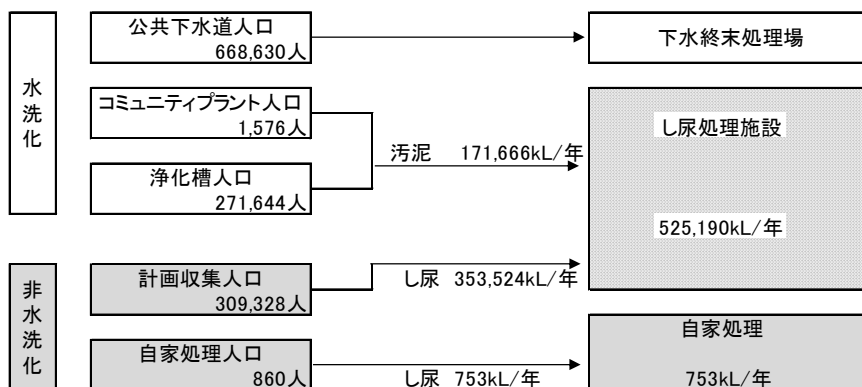 水洗化
公共下水道人口
668,630人
下水終末処理場
コミュニティプラント人口
1,576人
浄化槽人口
271,644人
汚泥 171,666kL/年
し尿処理施設
525,190kL/年
非水洗化
計画収集人口
309,328人
し尿 353,524kL/年
自家処理人口
860人
し尿 753kL/年
自家処理
753kL/年